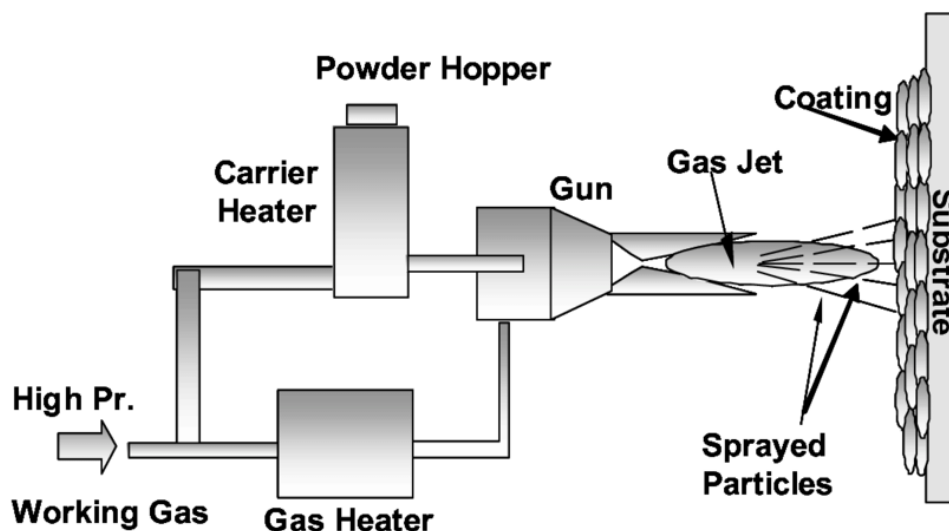 Powder Hopper
Coating
Carrier
Heater
Gas Jet
Gun
Substrate
High Pr.
Working Gas
Gas Heater
Sprayed
Particles